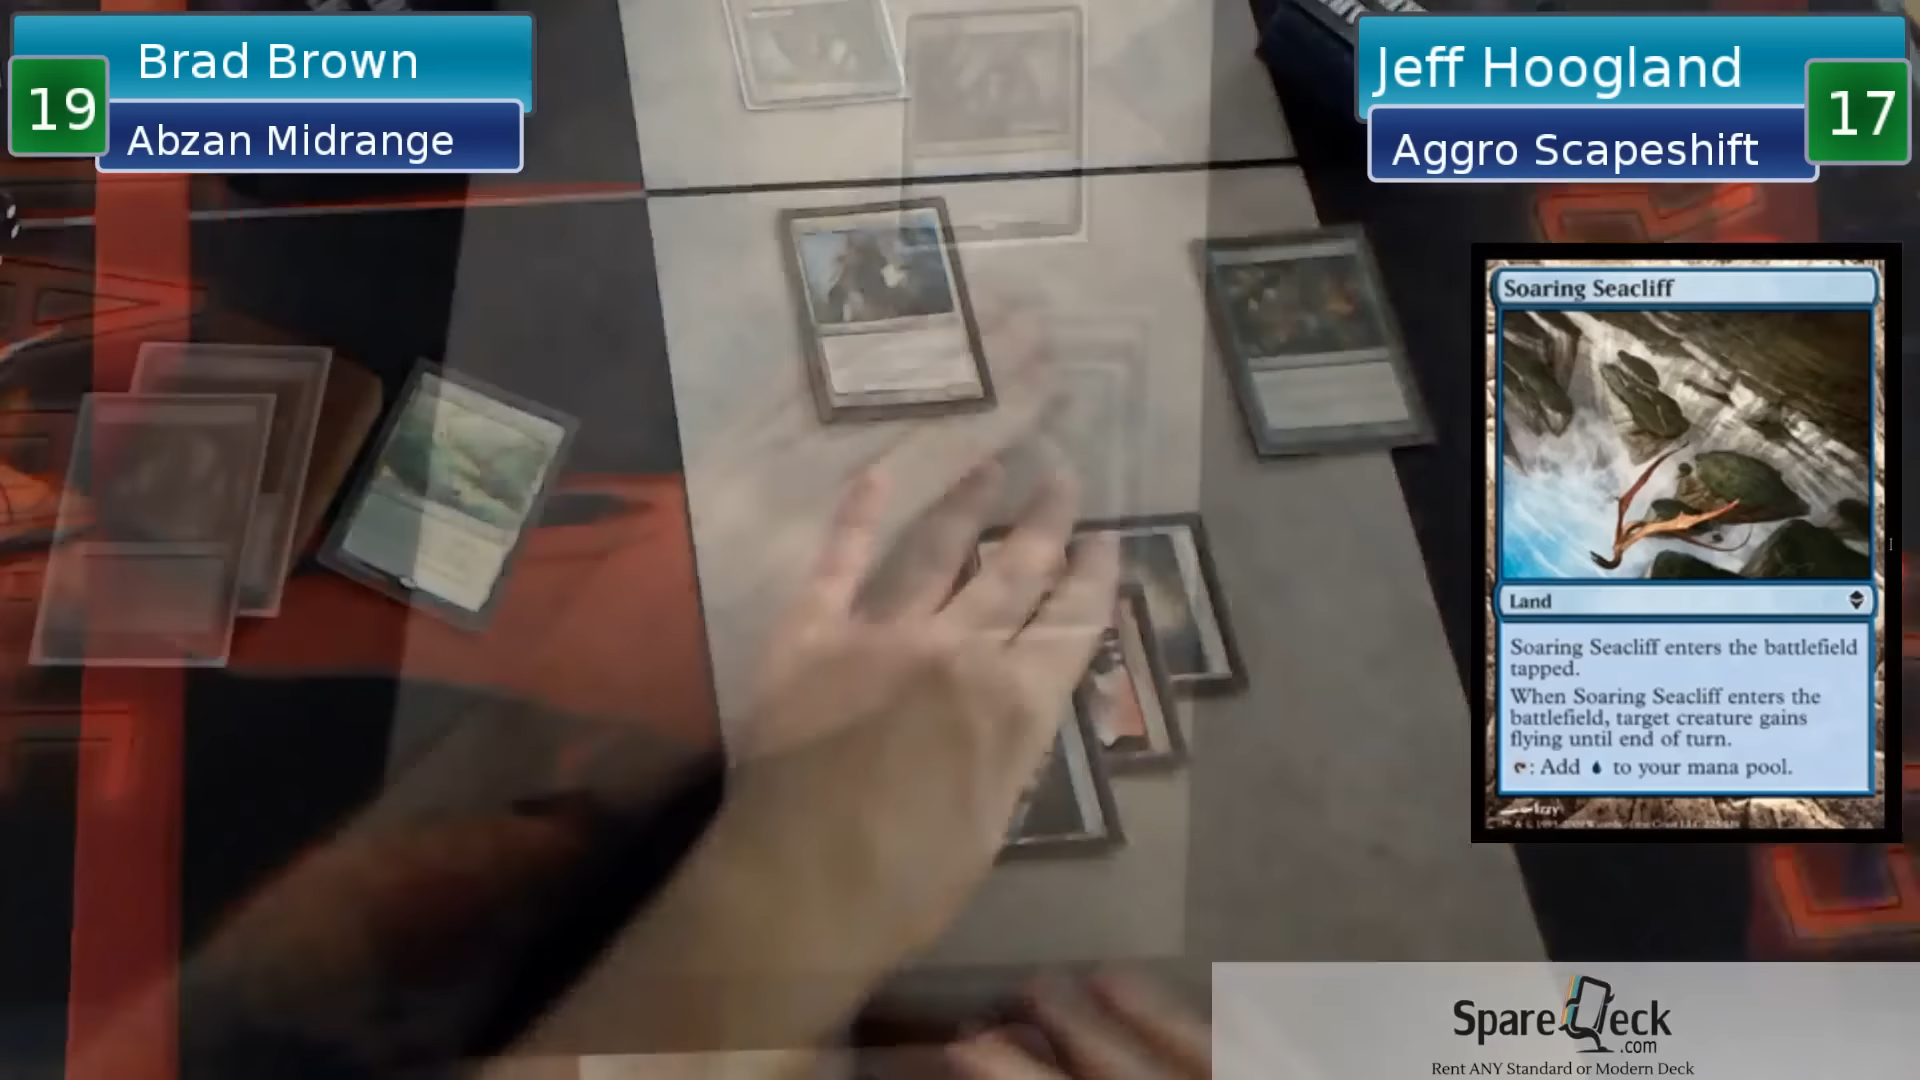 Brad Brown
19
Abzan Midrange
Jeff Hoogland
17
Aggro Scapeshift
Soaring Seacliff
Land
Soaring Seacliff enters the battlefield
tapped.
When Soaring Seacliff enters the
battlefield, target creature gains
flying until end of turn.
: Add to your mana pool.
Izzy
SpareDeck
.com
Rent ANY Standard or Modern Deck